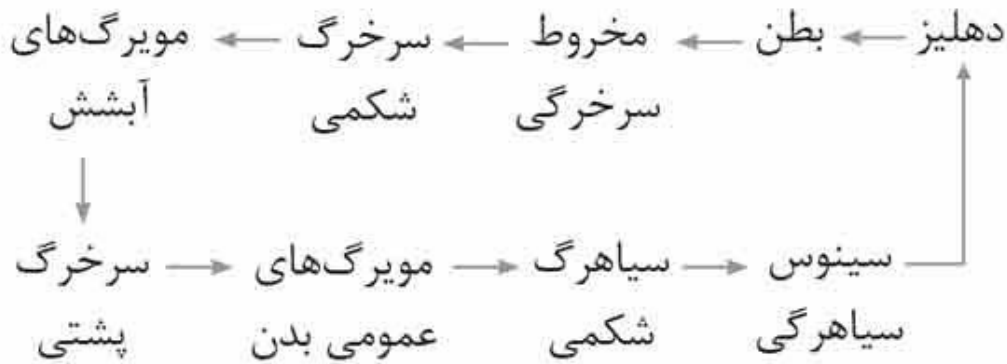 دهلیز بطن مخروط سرخرگ مویرگ‌های
سرخرگی شکمی آبشش
سرخرگ مویرگ‌های سیاهرگ سینوس
پشتی عمومی بدن شکمی سیاهرگی